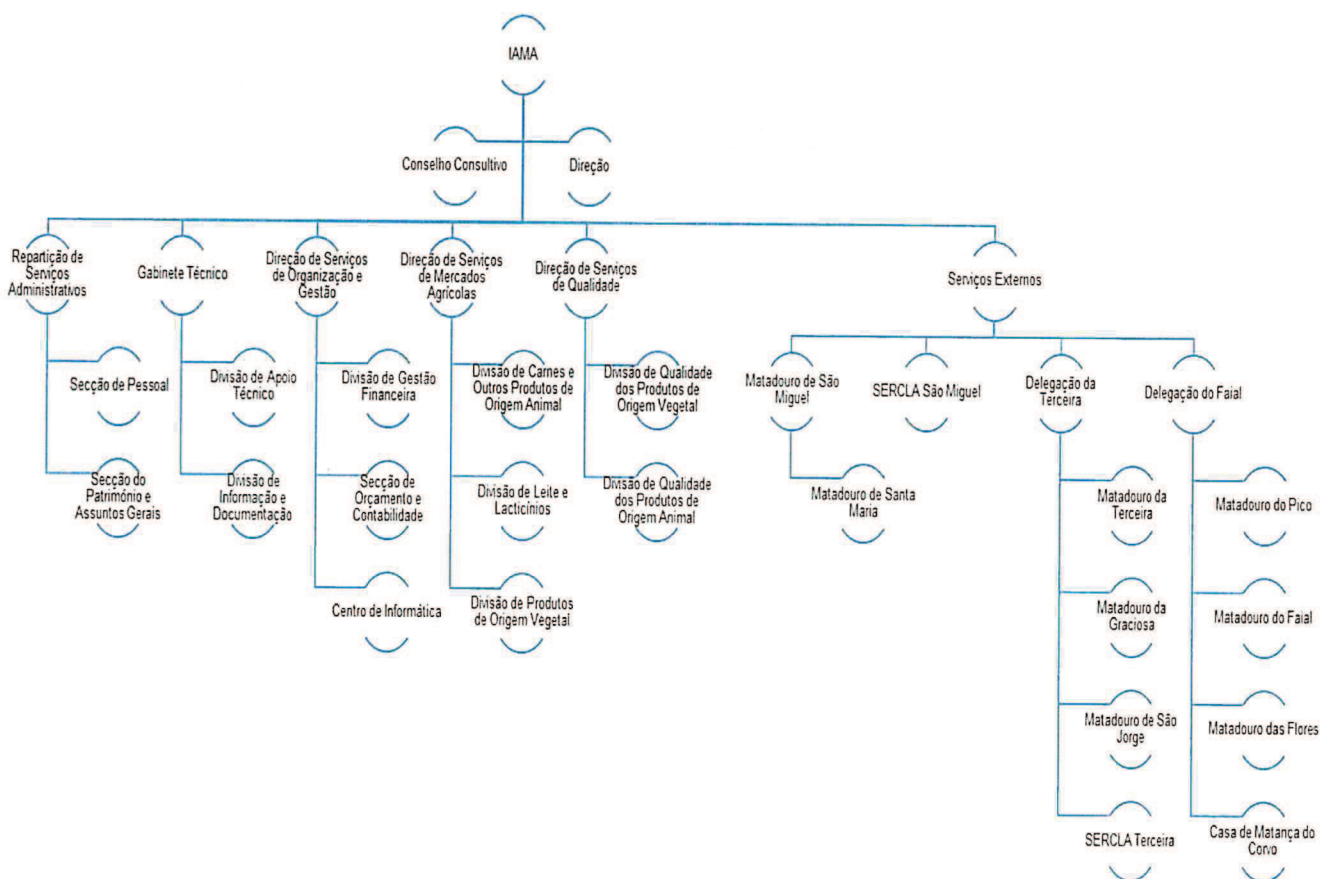 IAMA
Conselho Consultivo
Direção
Repartição de
Serviços
Administrativos
Gabinete Técnico
Direção de Serviços
de Organização e
Gestão
Direção de Serviços
de Mercados
Agrícolas
Direção de Serviços
de Qualidade
Serviços Externos
Secção de Pessoal
Divisão de Apoio
Técnico
Divisão de Gestão
Financeira
Divisão de Carnes e
Outros Produtos de
Origem Animal
Divisão de Qualidade
dos Produtos de
Origem Vegetal
Matadouro de São
Miguel
SERCLA São Miguel
Delegação da
Terceira
Delegação do Faial
Secção do
Património e
Assuntos Gerais
Divisão de
Informação e
Documentação
Secção de
Orçamento e
Contabilidade
Divisão de Leite e
Lacticínios
Divisão de Qualidade
dos Produtos de
Origem Animal
Matadouro de Santa
Maria
Matadouro da
Terceira
Matadouro do Pico
Centro de Informática
Divisão de Produtos
de Origem Vegetal
Matadouro da
Graciosa
Matadouro do Faial
Matadouro de São
Jorge
Matadouro das Flores
SERCLA Terceira
Casa de Matança do
Corvo